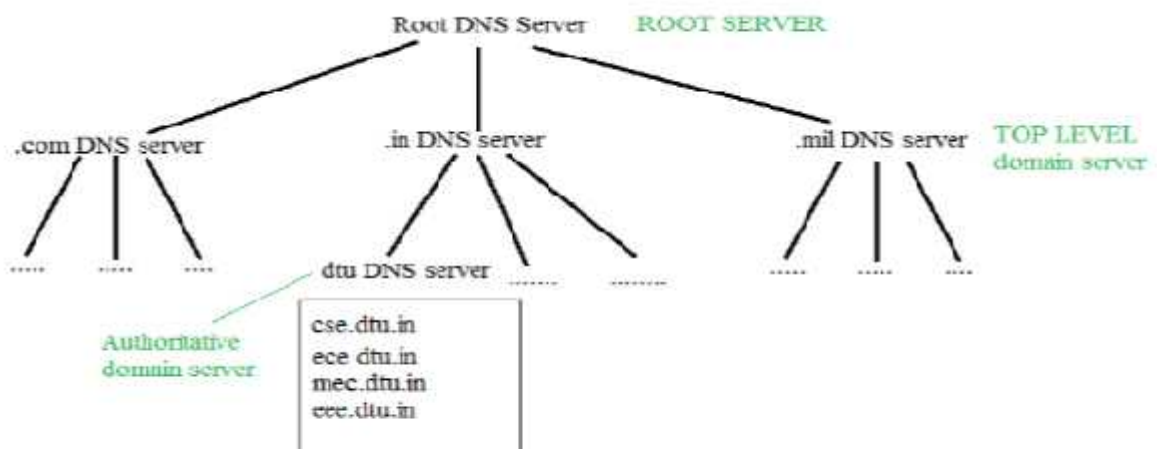 Root DNS Server
ROOT SERVER
.com DNS server
.in DNS server
.mil DNS server
TOP LEVEL
domain server
.....
.....
....
dtu DNS server
.......
........
.....
.....
....
Authoritative
domain server
cse.dtu.in
ece dtu.in
mec.dtu.in
eee.dtu.in